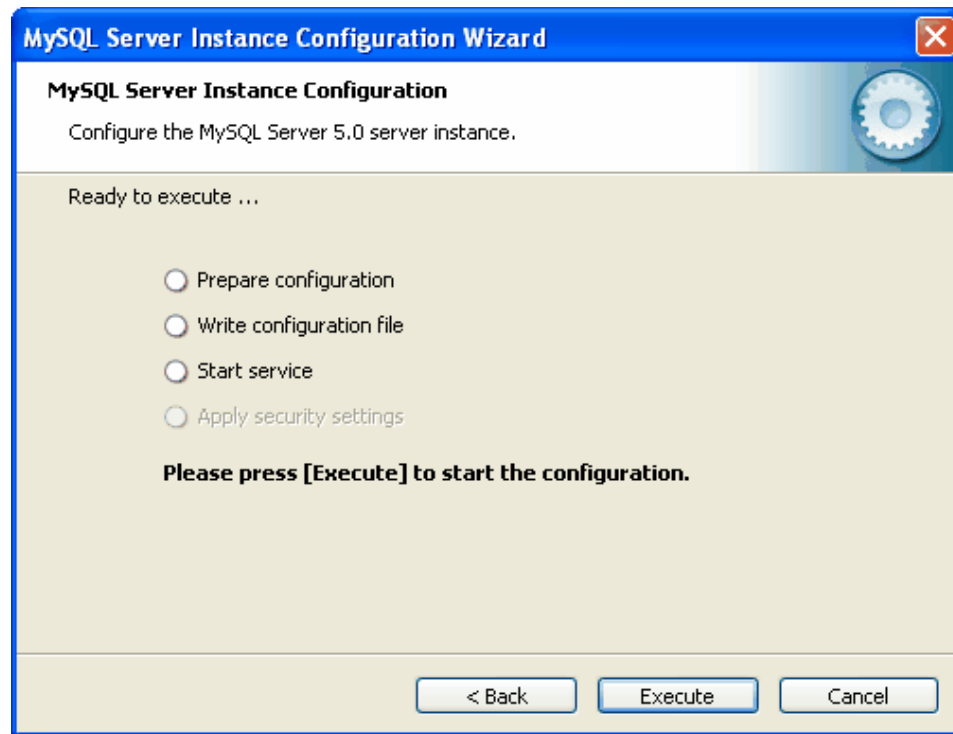 MySQL Server Instance Configuration Wizard
MySQL Server Instance Configuration
Configure the MySQL Server 5.0 server instance.
Ready to execute ...
Prepare configuration
Write configuration file
Start service
Apply security settings
Please press [Execute] to start the configuration.
< Back Execute Cancel